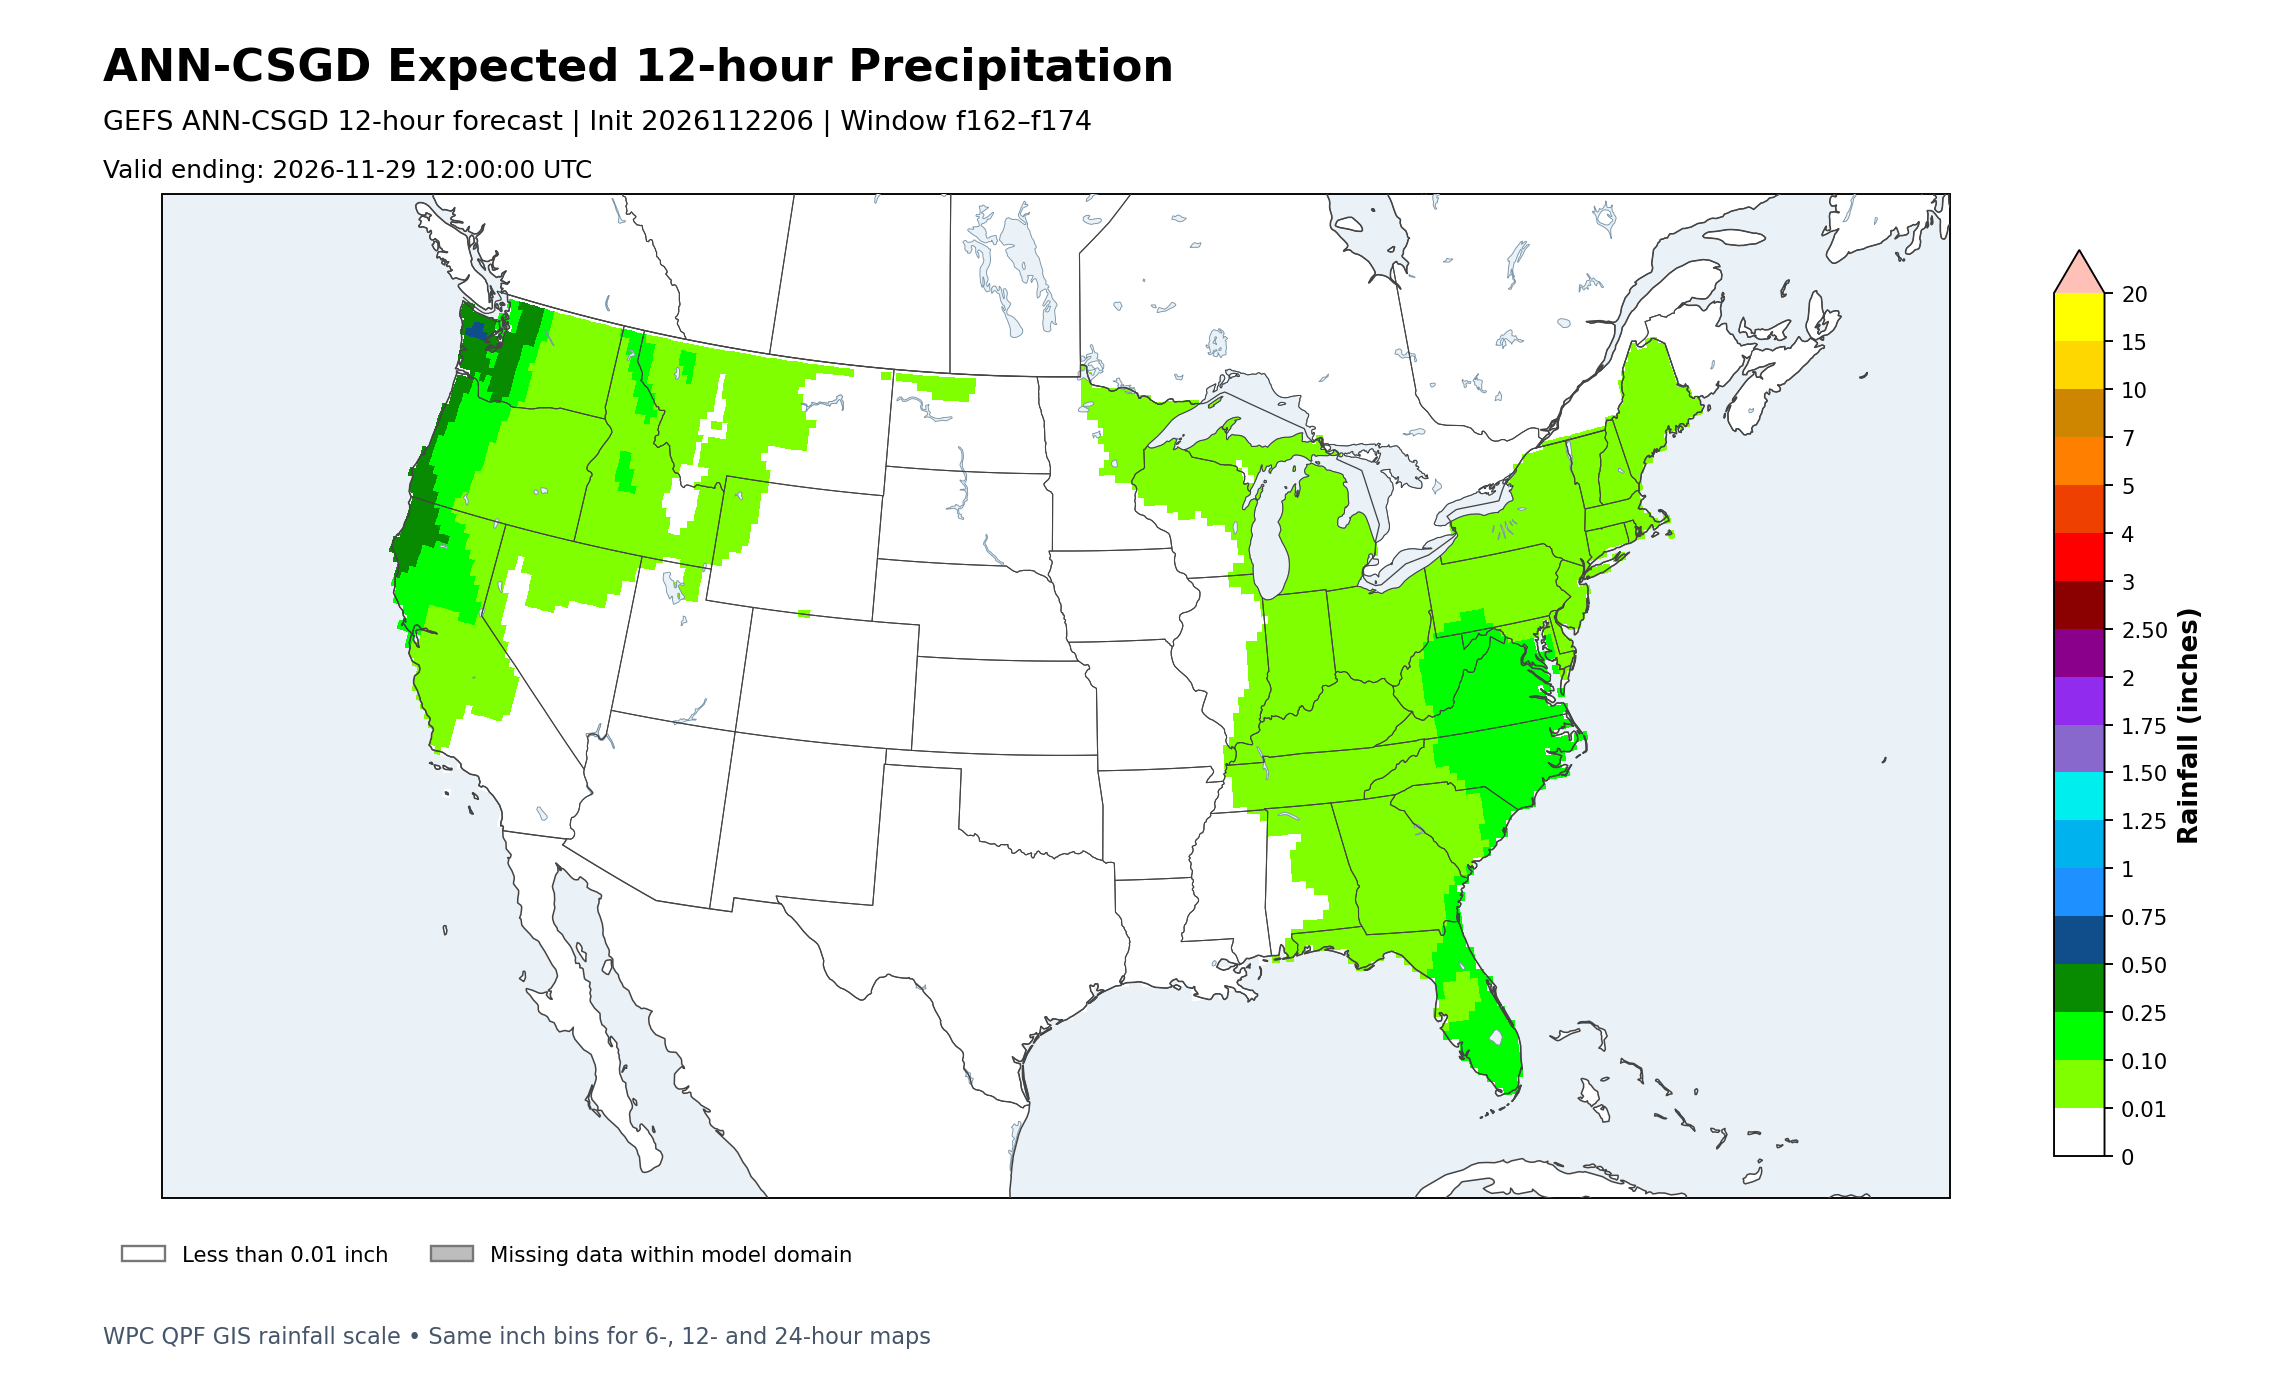 ANN-CSGD Expected 12-hour Precipitation
GEFS ANN-CSGD 12-hour forecast | Init 2026112206 | Window f162–f174
Valid ending: 2026-11-29 12:00:00 UTC
20
15
10
7
5
4
3
2.50
2
1.75
1.50
1.25
1
0.75
0.50
0.25
0.10
0.01
0
Rainfall (inches)
Less than 0.01 inch
Missing data within model domain
WPC QPF GIS rainfall scale • Same inch bins for 6-, 12- and 24-hour maps